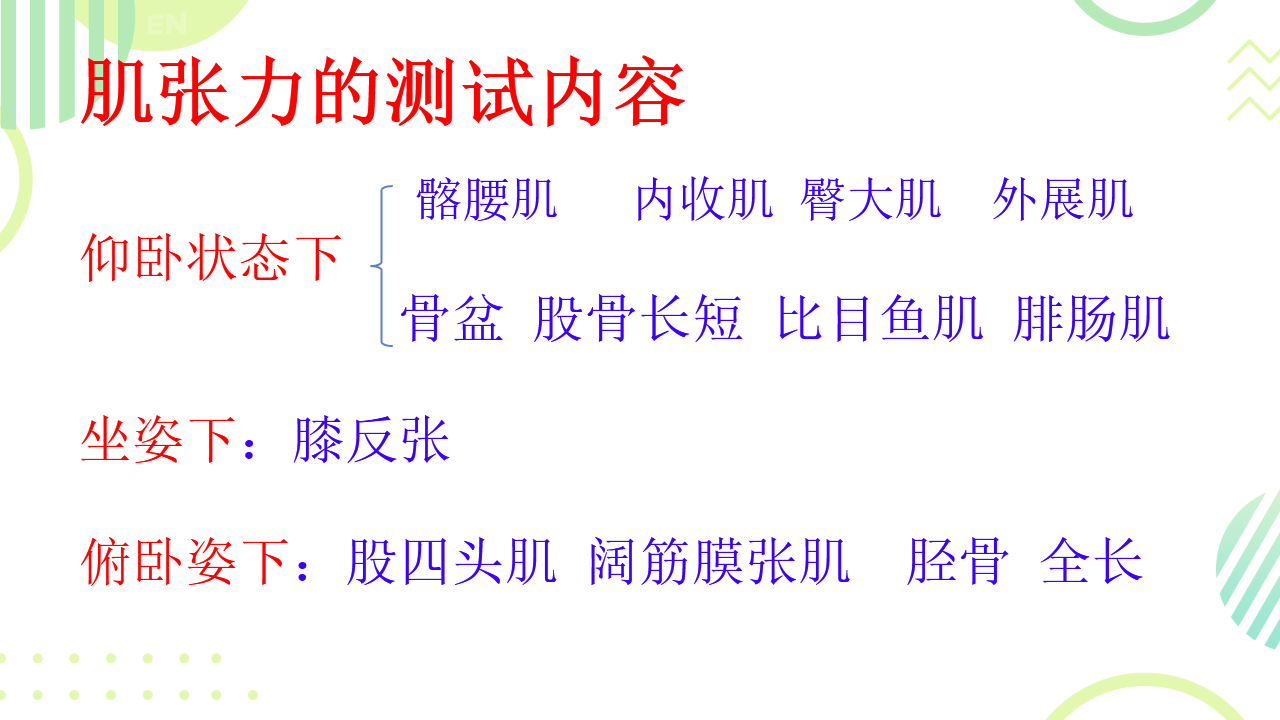 EN
肌张力的测试内容
髂腰肌 内收肌 臀大肌 外展肌
仰卧状态下
骨盆 股骨长短 比目鱼肌 腓肠肌
坐姿下：膝反张
俯卧姿下：股四头肌 阔筋膜张肌 胫骨 全长